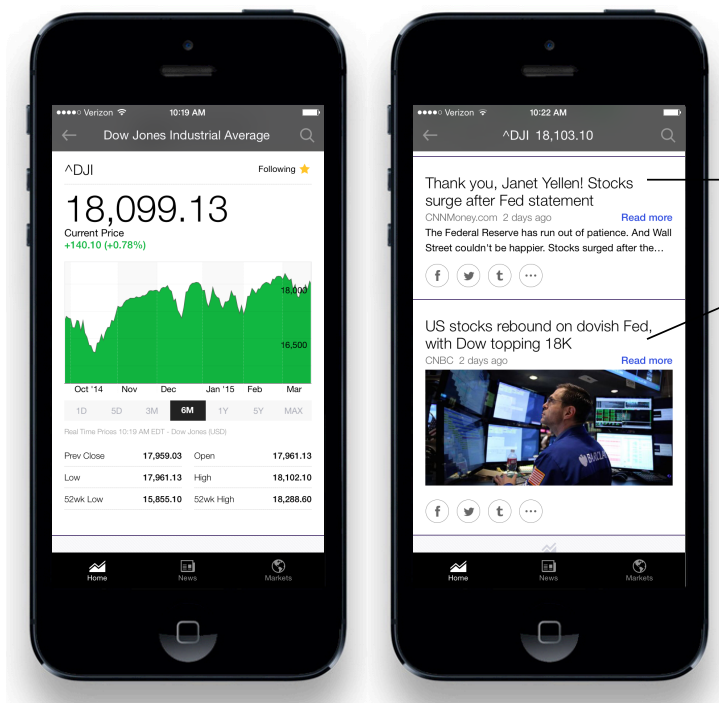 Verizon 10:19 AM
Dow Jones Industrial Average
^DJI Following
18,099.13
Current Price
+140.10 (+0.78%)
18,000
16,500
Oct '14 Nov Dec Jan '15 Feb Mar
1D 5D 3M 6M 1Y 5Y MAX
Real Time Prices 10:19 AM EDT - Dow Jones (USD)
Prev Close 17,959.03 Open 17,961.13
Low 17,961.13 High 18,102.10
52wk Low 15,855.10 52wk High 18,288.60
Home News Markets
Verizon 10:22 AM
^DJI 18,103.10
Thank you, Janet Yellen! Stocks
surge after Fed statement
CNNMoney.com 2 days ago Read more
The Federal Reserve has run out of patience. And Wall
Street couldn't be happier. Stocks surged after the...
f t
US stocks rebound on dovish Fed,
with Dow topping 18K
CNBC 2 days ago Read more
BARCLAYS
f t
Home News Markets